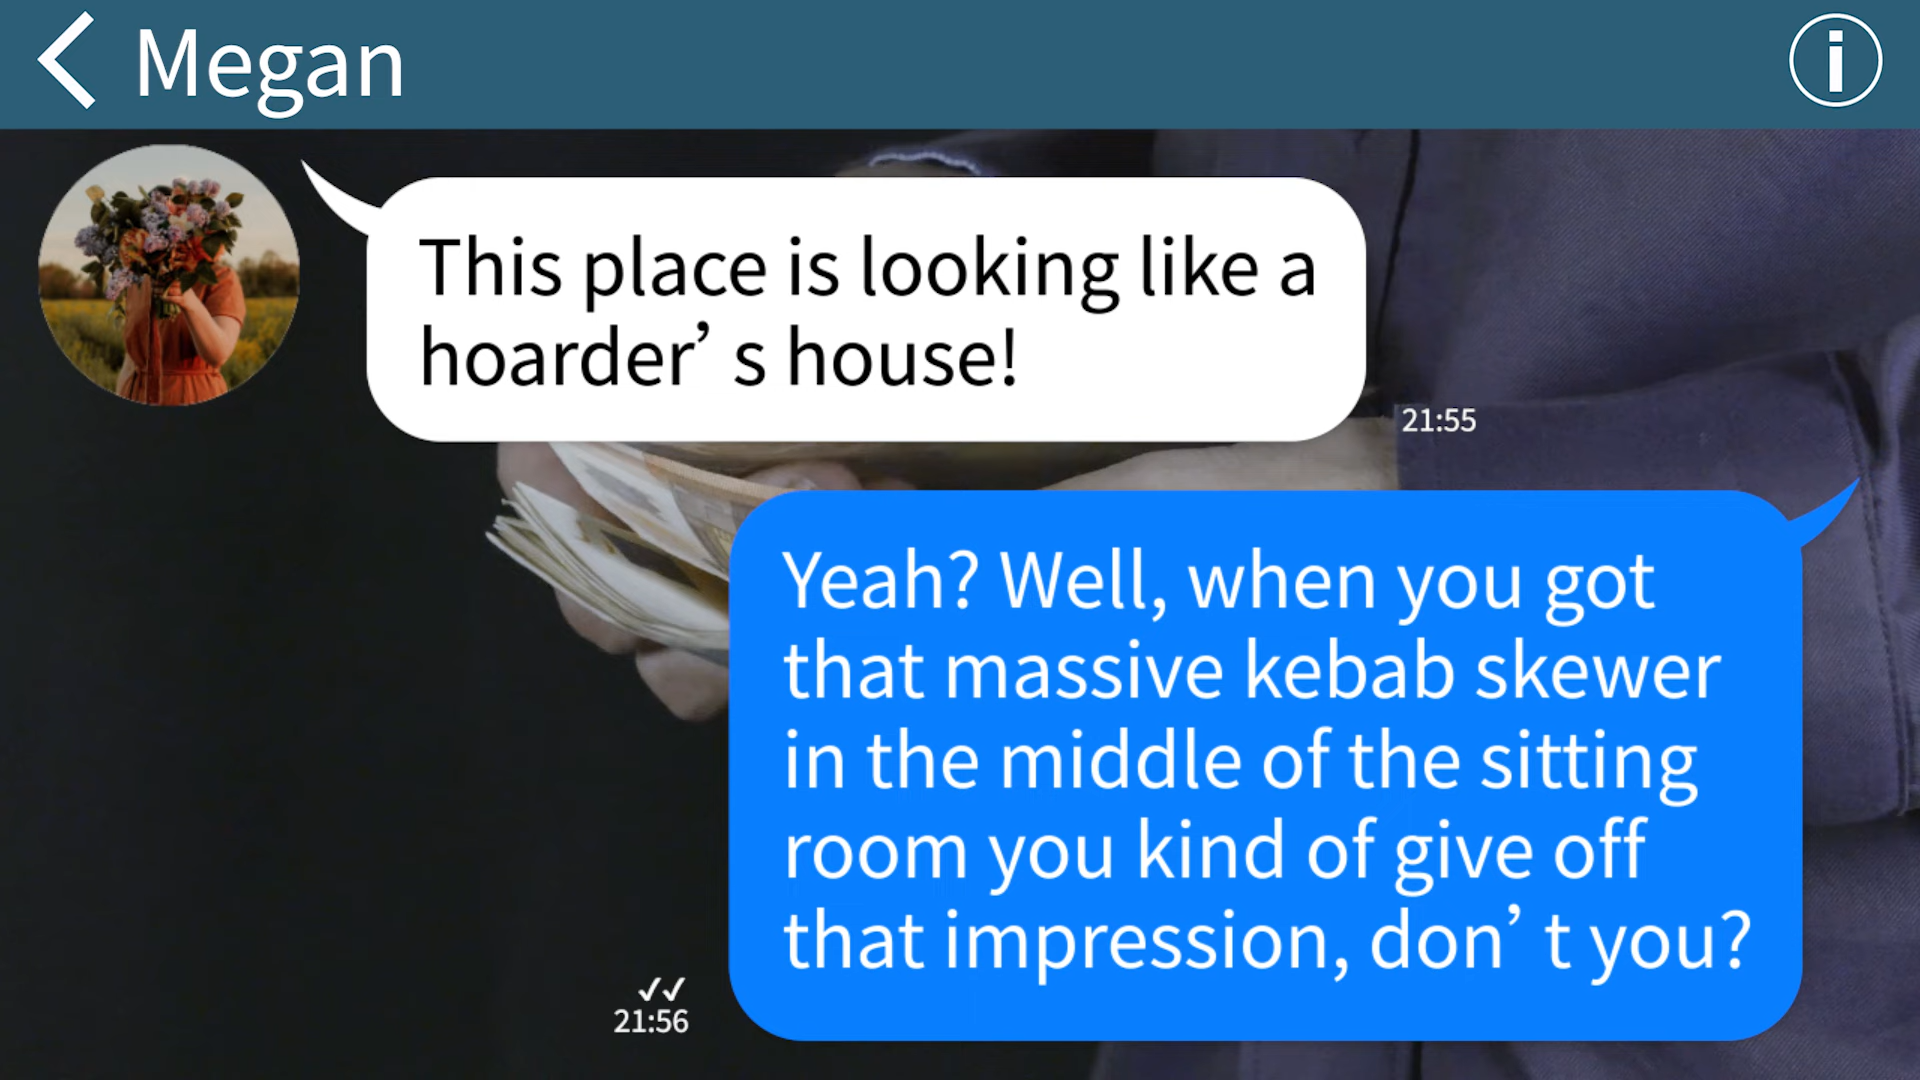 Megan
This place is looking like a
hoarder’ s house!
21:55
Yeah? Well, when you got
that massive kebab skewer
in the middle of the sitting
room you kind of give off
that impression, don’ t you?
21:56